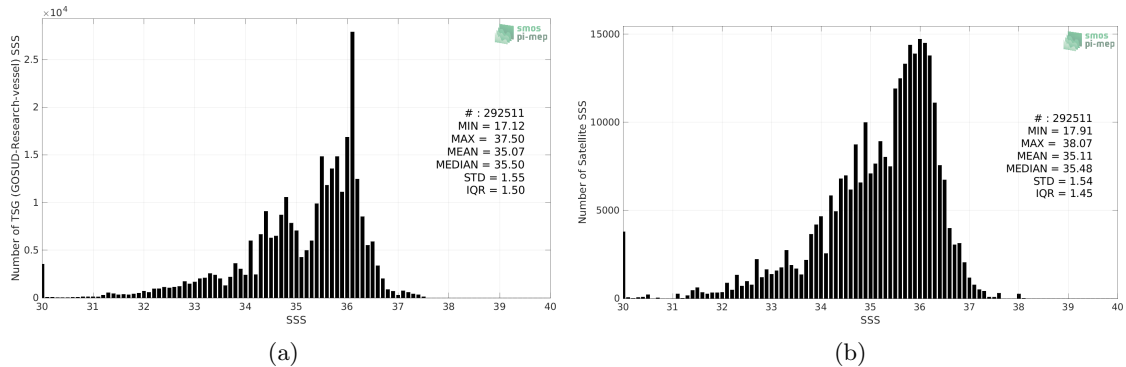 ×10^4
smos
pi-mep
Number of TSG (GOSUD-Research-vessel) SSS
2.5
2
1.5
1
0.5
0
# : 292511
MIN = 17.12
MAX = 37.50
MEAN = 35.07
MEDIAN = 35.50
STD = 1.55
IQR = 1.50
30 31 32 33 34 35 36 37 38 39 40
SSS
(a)
smos
pi-mep
Number of Satellite SSS
15000
10000
5000
0
# : 292511
MIN = 17.91
MAX = 38.07
MEAN = 35.11
MEDIAN = 35.48
STD = 1.54
IQR = 1.45
30 31 32 33 34 35 36 37 38 39 40
SSS
(b)